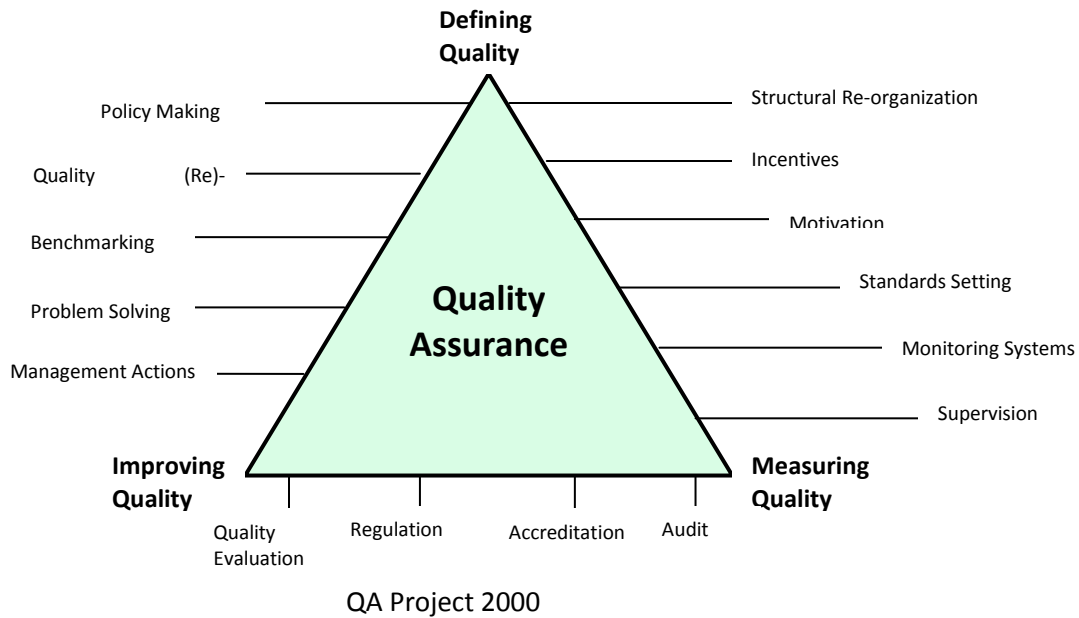 Defining
Quality
Policy Making
Structural Re-organization
Quality (Re)-
Incentives
Motivation
Benchmarking
Standards Setting
Quality
Assurance
Problem Solving
Monitoring Systems
Management Actions
Supervision
Improving
Quality
Measuring
Quality
Quality
Evaluation
Regulation
Accreditation
Audit
QA Project 2000